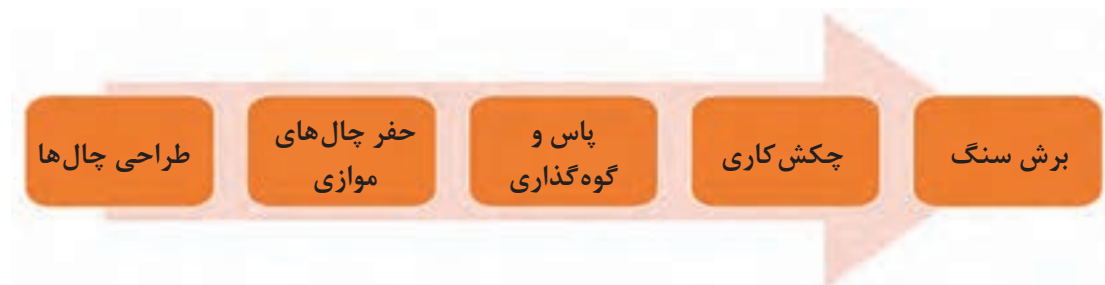 طراحی چال‌ها
حفر چال‌های
موازی
پاس و
گوه‌گذاری
چکش‌کاری
برش سنگ